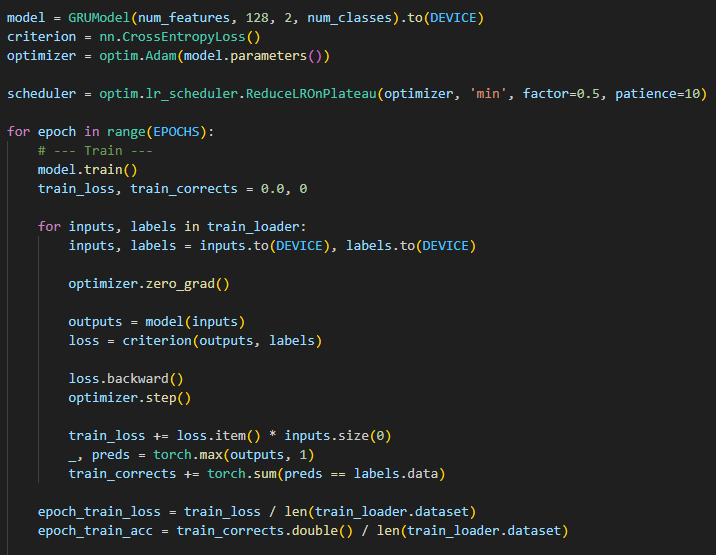 model = GRUModel(num_features, 128, 2, num_classes).to(DEVICE)
criterion = nn.CrossEntropyLoss()
optimizer = optim.Adam(model.parameters())

scheduler = optim.lr_scheduler.ReduceLROnPlateau(optimizer, 'min', factor=0.5, patience=10)

for epoch in range(EPOCHS):
    # --- Train ---
    model.train()
    train_loss, train_corrects = 0.0, 0

    for inputs, labels in train_loader:
        inputs, labels = inputs.to(DEVICE), labels.to(DEVICE)

        optimizer.zero_grad()

        outputs = model(inputs)
        loss = criterion(outputs, labels)

        loss.backward()
        optimizer.step()

        train_loss += loss.item() * inputs.size(0)
        _, preds = torch.max(outputs, 1)
        train_corrects += torch.sum(preds == labels.data)

    epoch_train_loss = train_loss / len(train_loader.dataset)
    epoch_train_acc = train_corrects.double() / len(train_loader.dataset)